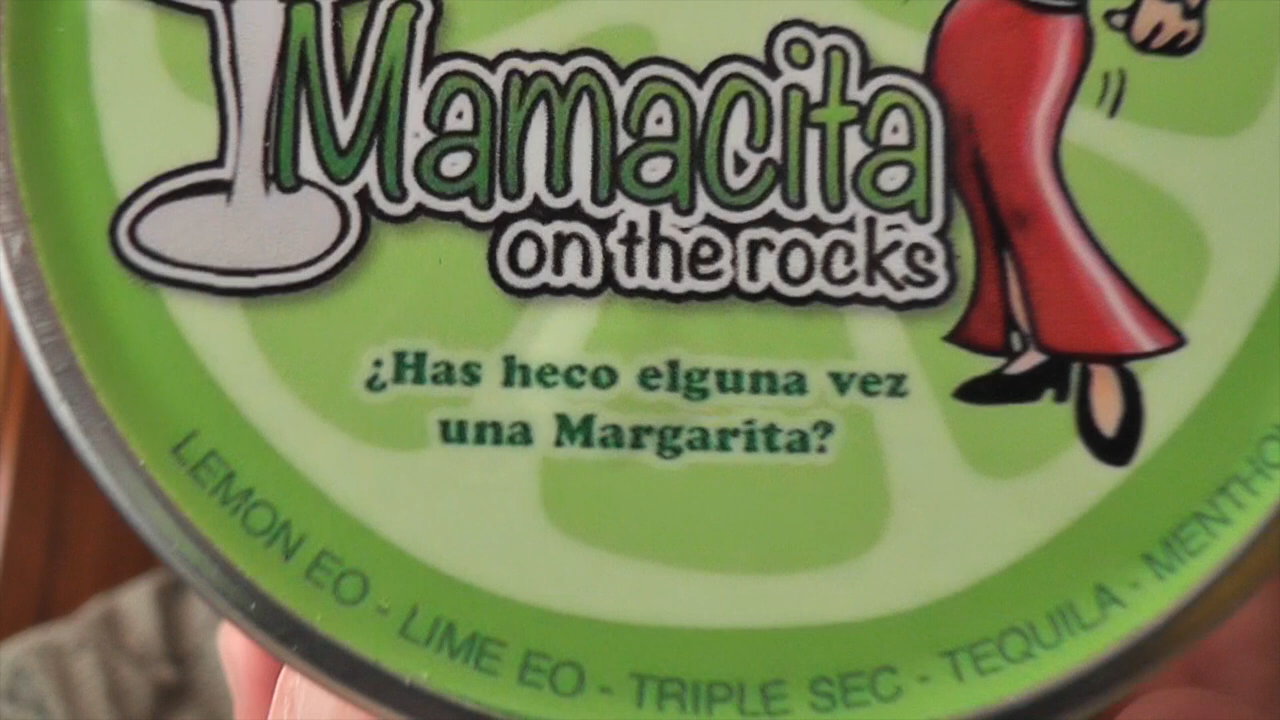 Mamacita
on the rocks
¿Has heco elguna vez
una Margarita?
LEMON EO - LIME EO - TRIPLE SEC - TEQUILA - MENTHO